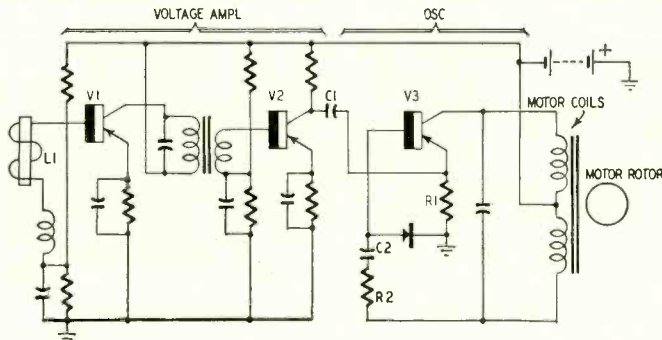 VOLTAGE AMPL
OSC
+
V1
V2
C1
V3
MOTOR COILS
L1
MOTOR ROTOR
R1
C2
R2